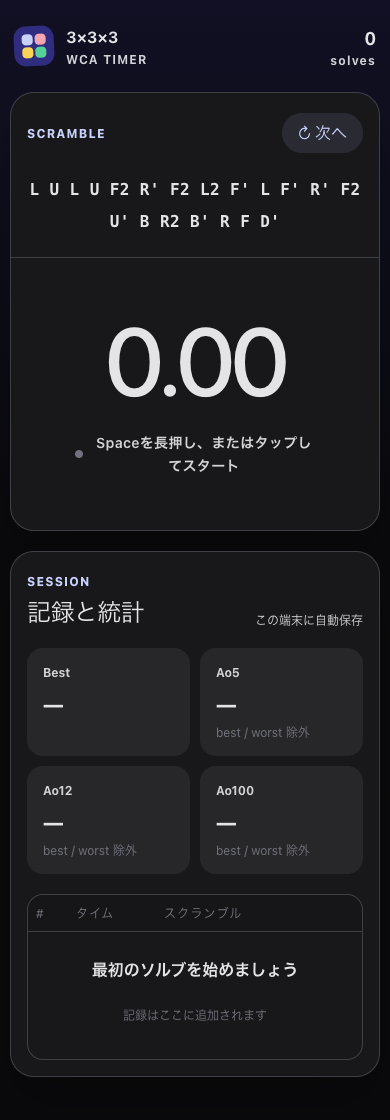 3×3×3
WCA TIMER
0
solves
SCRAMBLE
↻ 次へ
L U L U F2 R' F2 L2 F' L F' R' F2
U' B R2 B' R F D'
0.00
Spaceを長押し、またはタップし
てスタート
SESSION
記録と統計
この端末に自動保存
Best
—
Ao5
—
best / worst 除外
Ao12
—
best / worst 除外
Ao100
—
best / worst 除外
# タイム スクランブル
最初のソルブを始めましょう
記録はここに追加されます